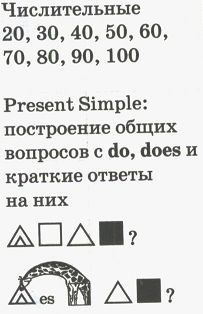 Числительные
20, 30, 40, 50, 60,
70, 80, 90, 100
Present Simple:
построение общих
вопросов с do, does и
краткие ответы
на них
?
es ?